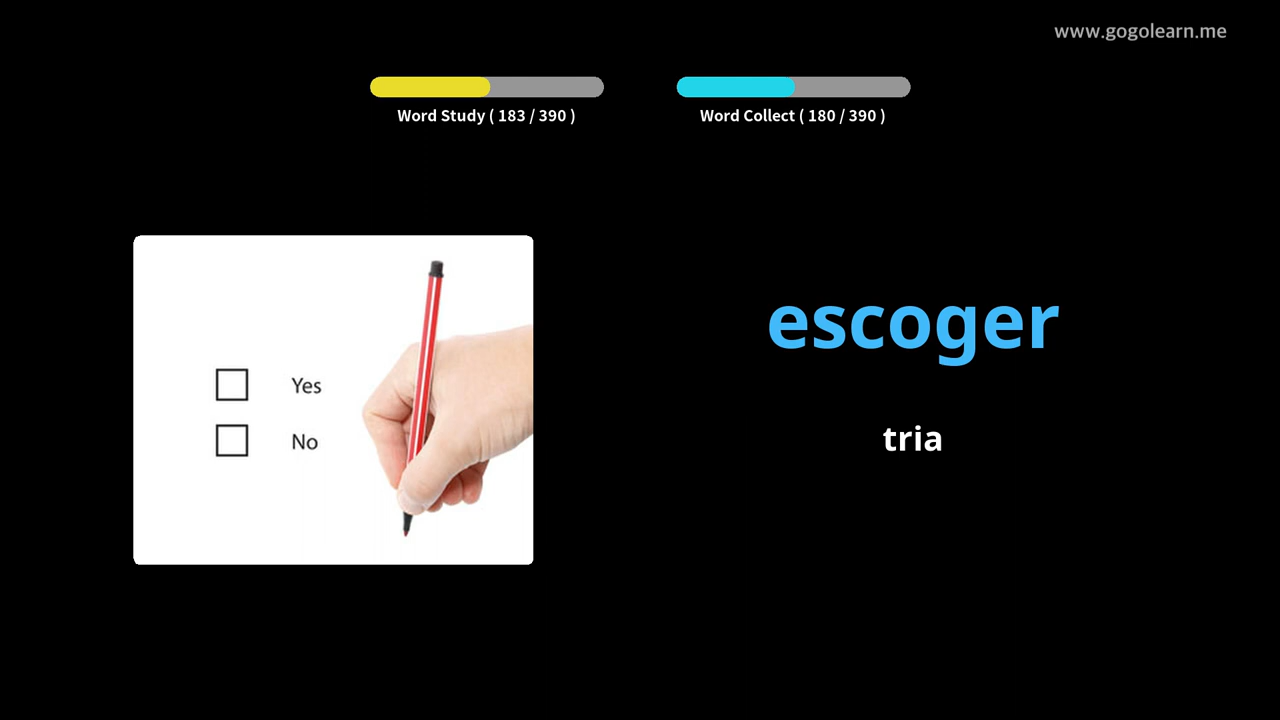 www.gogolearn.me
Word Study ( 183 / 390 )
Word Collect ( 180 / 390 )
Yes
No
escoger
tria